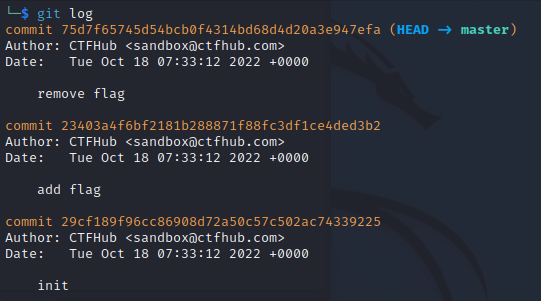 └─$ git log
commit 75d7f65745d54bcb0f4314bd68d4d20a3e947efa (HEAD → master)
Author: CTFHub <sandbox@ctfhub.com>
Date:   Tue Oct 18 07:33:12 2022 +0000
    remove flag
commit 23403a4f6bf2181b288871f88fc3df1ce4ded3b2
Author: CTFHub <sandbox@ctfhub.com>
Date:   Tue Oct 18 07:33:12 2022 +0000
    add flag
commit 29cf189f96cc86908d72a50c57c502ac74339225
Author: CTFHub <sandbox@ctfhub.com>
Date:   Tue Oct 18 07:33:12 2022 +0000
    init